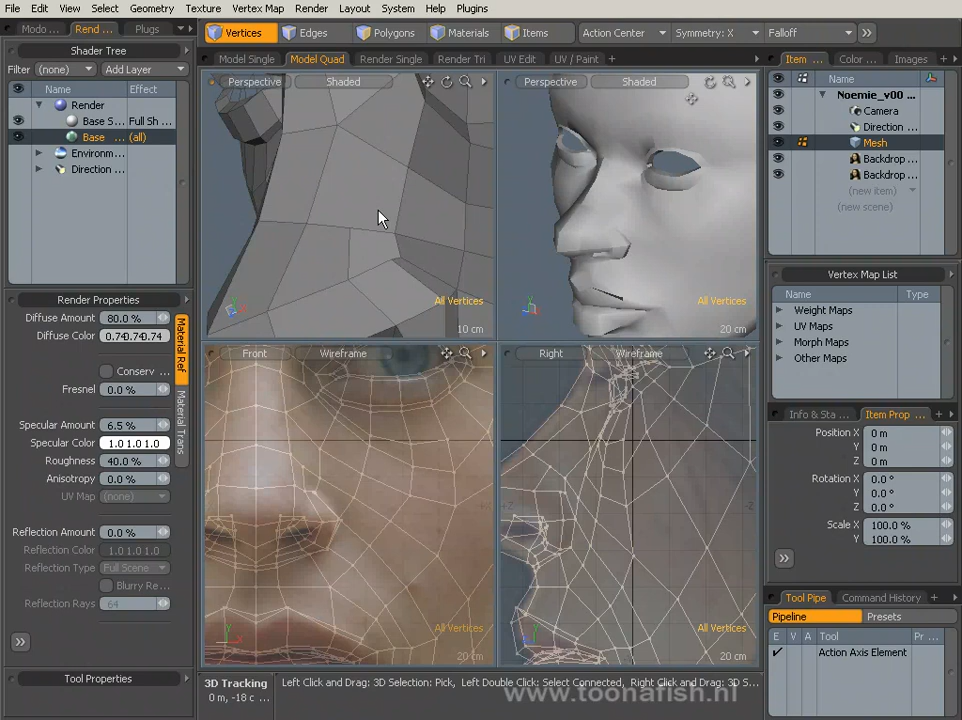 File Edit View Select Geometry Texture Vertex Map Render Layout System Help Plugins
Modo ... Rend ... Plugs
Vertices Edges Polygons Materials Items Action Center Symmetry: X Falloff
Shader Tree
Filter (none) Add Layer
Name Effect
Render
Base S... Full Sh ...
Base ... (all)
Environm...
Direction ...
Render Properties
Diffuse Amount 80.0 %
Diffuse Color 0.74 0.74 0.74
Conserv ...
Fresnel 0.0 %
Specular Amount 6.5 %
Specular Color 1.0 1.0 1.0
Roughness 40.0 %
Anisotropy 0.0 %
UV Map (none)
Reflection Amount 0.0 %
Reflection Color 1.0 1.0 1.0
Reflection Type Full Scene
Blurry Re...
Reflection Rays 64
Material Ref
Material Trans
Tool Properties
Model Single Model Quad Render Single Render Tri UV Edit UV / Paint +
Perspective Shaded
All Vertices
10 cm
Perspective Shaded
All Vertices
20 cm
Front Wireframe
All Vertices
20 cm
Right Wireframe
All Vertices
20 cm
Item ... Color ... Images
Name
Noemie_v00 ...
Camera
Direction ...
Mesh
Backdrop ...
Backdrop ...
(new item)
(new scene)
Vertex Map List
Name Type
Weight Maps
UV Maps
Morph Maps
Other Maps
Info & Sta ... Item Prop ... +
Position X 0 m
Y 0 m
Z 0 m
Rotation X 0.0 °
Y 0.0 °
Z 0.0 °
Scale X 100.0 %
Y 100.0 %
Tool Pipe Command History +
Pipeline Presets
E V A Tool Pr ...
Action Axis Element
3D Tracking
0 m, -18 c ...
Left Click and Drag: 3D Selection: Pick, Left Double Click: Select Connected, Right Click and Drag: 3D S...
www.toonafish.nl